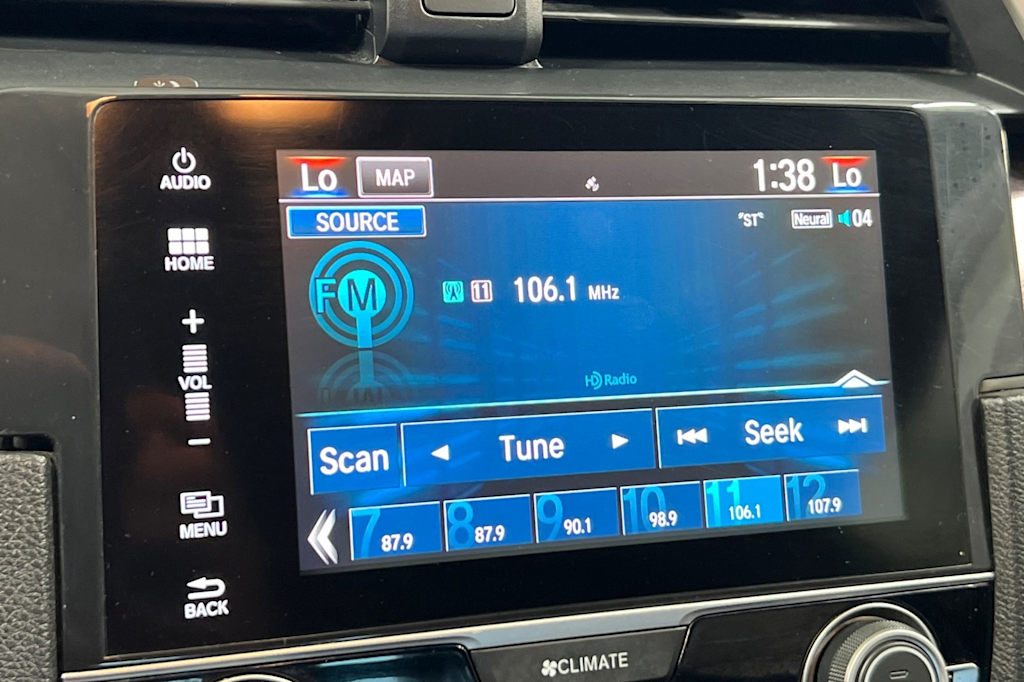 AUDIO
HOME
VOL
MENU
BACK
Lo MAP 1:38 Lo
SOURCE "ST" Neural 04
FM 11 106.1 MHz
HD Radio
Scan Tune Seek
7 87.9 8 87.9 9 90.1 10 98.9 11 106.1 12 107.9
CLIMATE